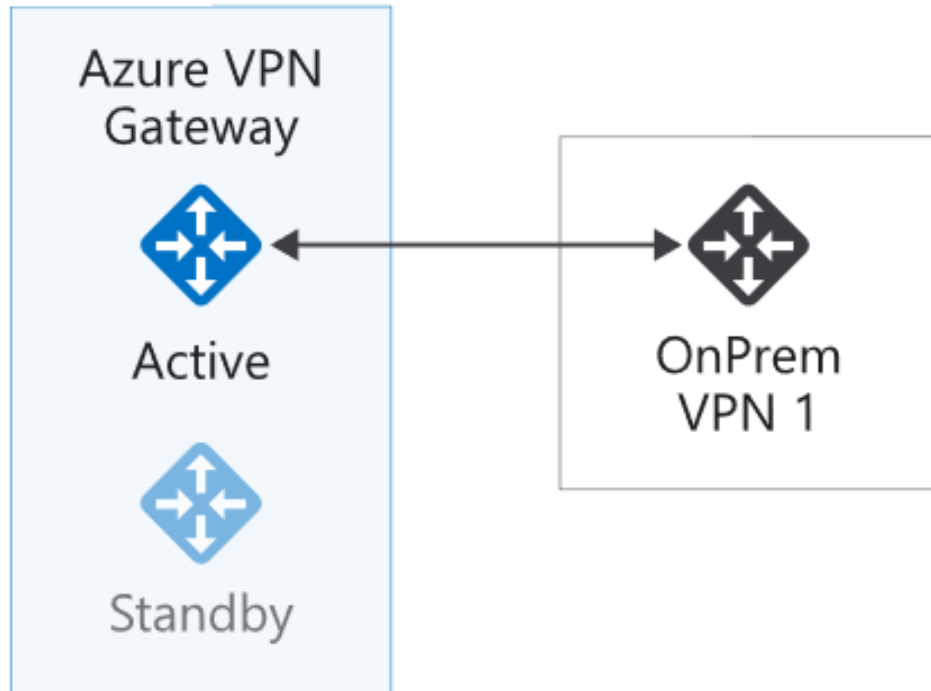 Azure VPN
Gateway
Active
Standby
OnPrem
VPN 1